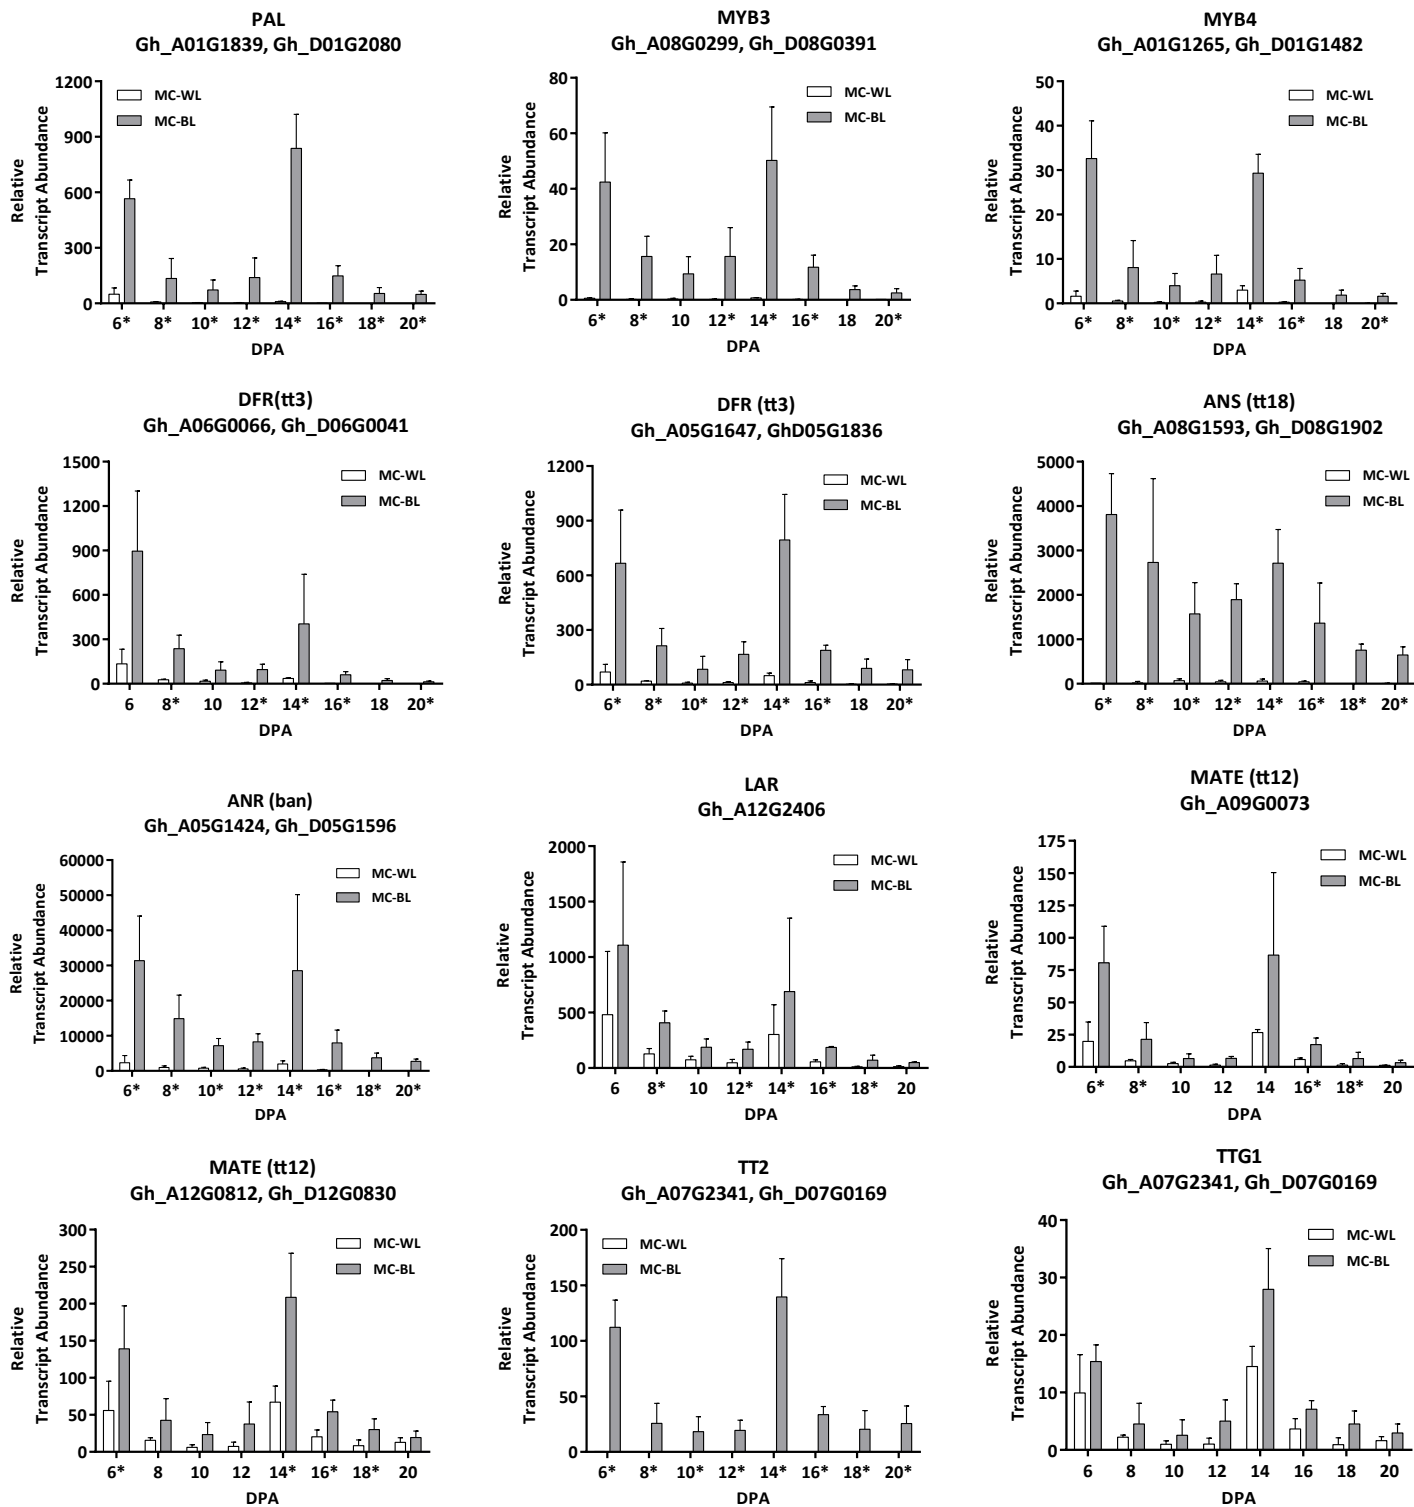 PAL
Gh_A01G1839, Gh_D01G2080
Relative
Transcript Abundance
1200
900
600
300
0
MC-WL
MC-BL
6* 8* 10* 12* 14* 16* 18* 20*
DPA
MYB3
Gh_A08G0299, Gh_D08G0391
Relative
Transcript Abundance
80
60
40
20
0
MC-WL
MC-BL
6* 8* 10 12* 14* 16* 18* 20*
DPA
MYB4
Gh_A01G1265, Gh_D01G1482
Relative
Transcript Abundance
50
40
30
20
10
0
MC-WL
MC-BL
6* 8* 10* 12* 14* 16* 18 20*
DPA
DFR(tt3)
Gh_A06G0066, Gh_D06G0041
Relative
Transcript Abundance
1500
1200
900
600
300
0
MC-WL
MC-BL
6 8* 10 12* 14* 16* 18 20*
DPA
DFR (tt3)
Gh_A05G1647, GhD05G1836
Relative
Transcript Abundance
1200
900
600
300
0
MC-WL
MC-BL
6* 8* 10* 12* 14* 16* 18* 20*
DPA
ANS (tt18)
Gh_A08G1593, Gh_D08G1902
Relative
Transcript Abundance
5000
4000
3000
2000
1000
0
MC-WL
MC-BL
6* 8* 10* 12* 14* 16* 18* 20*
DPA
ANR (ban)
Gh_A05G1424, Gh_D05G1596
Relative
Transcript Abundance
60000
50000
40000
30000
20000
10000
0
MC-WL
MC-BL
6* 8* 10* 12* 14* 16* 18* 20*
DPA
LAR
Gh_A12G2406
Relative
Transcript Abundance
2000
1500
1000
500
0
MC-WL
MC-BL
6 8* 10 12* 14* 16* 18* 20
DPA
MATE (tt12)
Gh_A09G0073
Relative
Transcript Abundance
175
150
125
100
75
50
25
0
MC-WL
MC-BL
6* 8* 10 12 14 16* 18* 20
DPA
MATE (tt12)
Gh_A12G0812, Gh_D12G0830
Relative
Transcript Abundance
300
250
200
150
100
50
0
MC-WL
MC-BL
6* 8 10 12 14* 16* 18* 20
DPA
TT2
Gh_A07G2341, Gh_D07G0169
Relative
Transcript Abundance
200
150
100
50
0
MC-WL
MC-BL
6* 8* 10* 12* 14* 16* 18* 20*
DPA
TTG1
Gh_A07G2341, Gh_D07G0169
Relative
Transcript Abundance
40
30
20
10
0
MC-WL
MC-BL
6 8 10 12 14 16 18 20
DPA